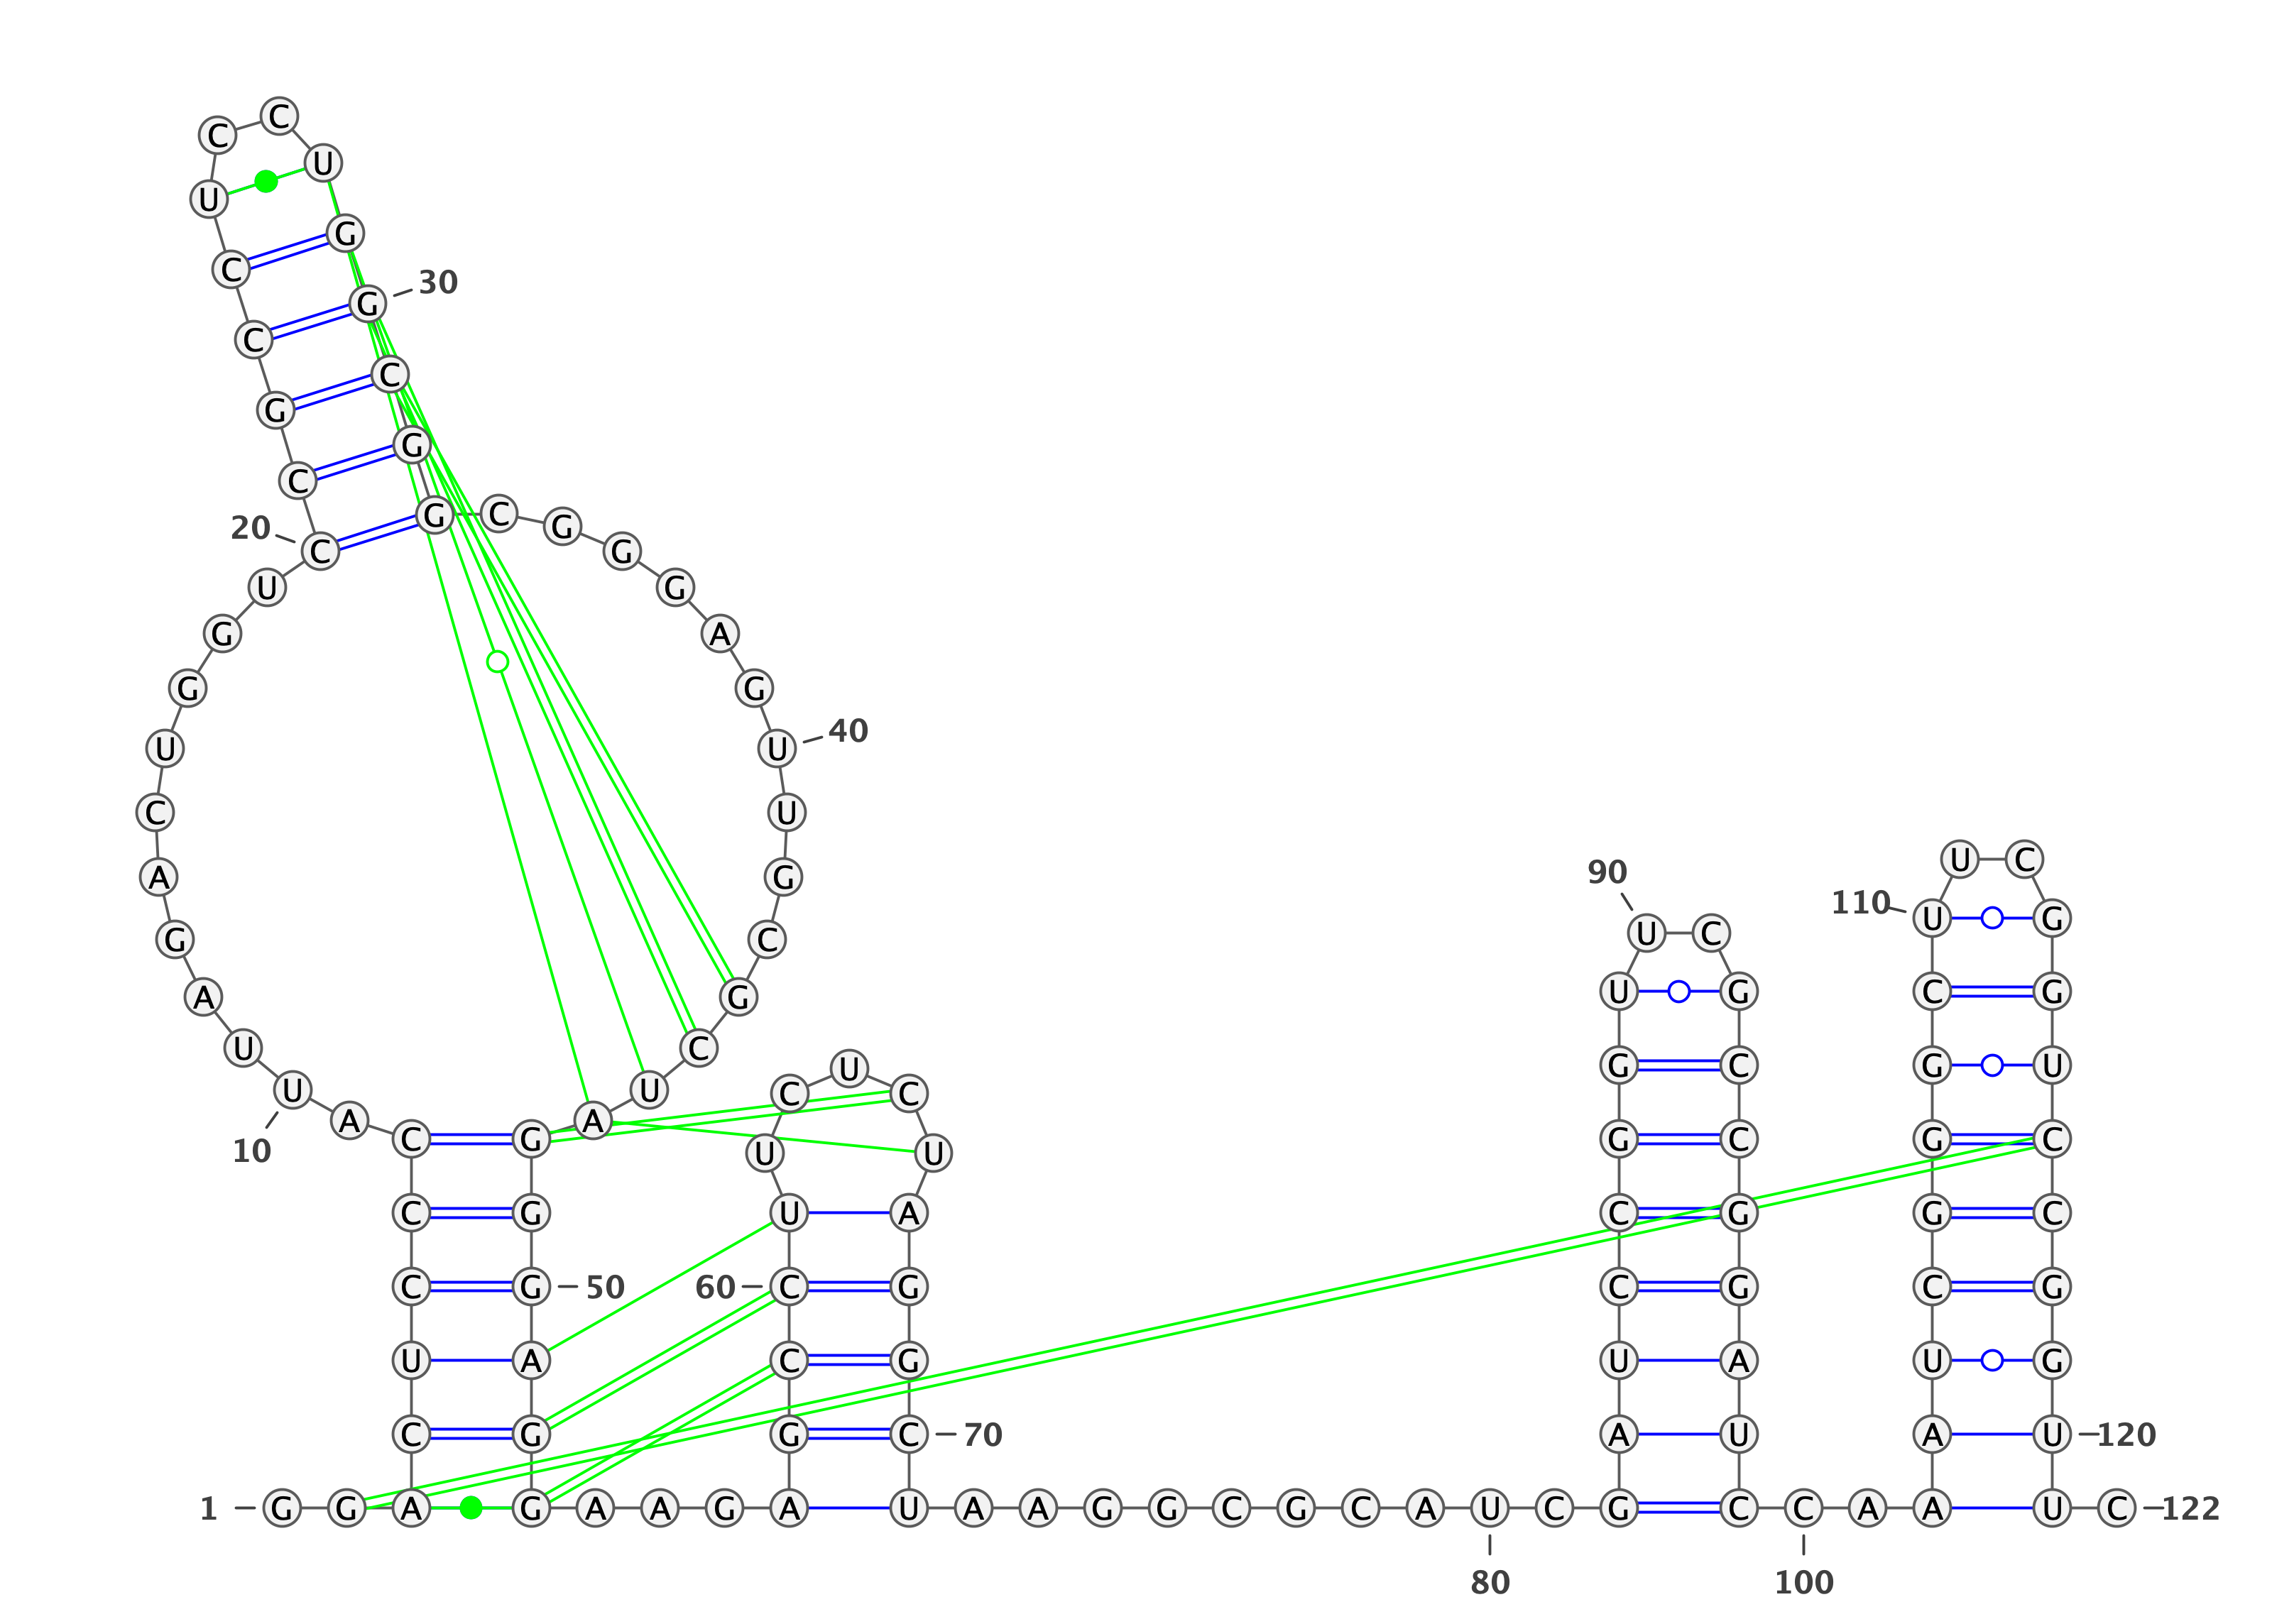 C
C
U
U
G
C
30
G
C
C
G
G
C
G C G
20
C G
U G
G A
G G
40
U U
C U
U C
90
A G
110
U G
U C
G C
U G C G
A G
U C
U G C G U
U U C C
A A
C G G C G C
10
U U
C G U A C G G C
C G 50 60 C G C G C G
U A C G U A U G
C G G C 70 A U A U 120
1 G G A G A A G A U A A G G C G C A U C G C C A A U C 122
80 100